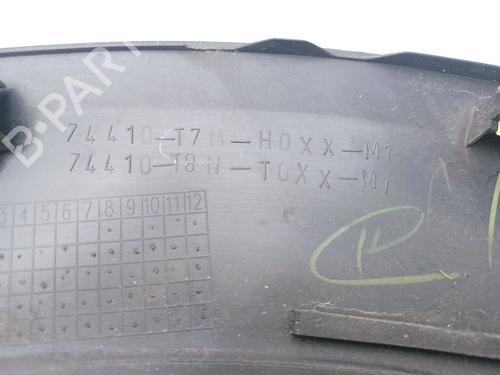 74410-T7M-H0XX-M1
74410-T8N-T0XX-M1
3 4 5 6 7 8 9 10 11 12
R
B-PARTS